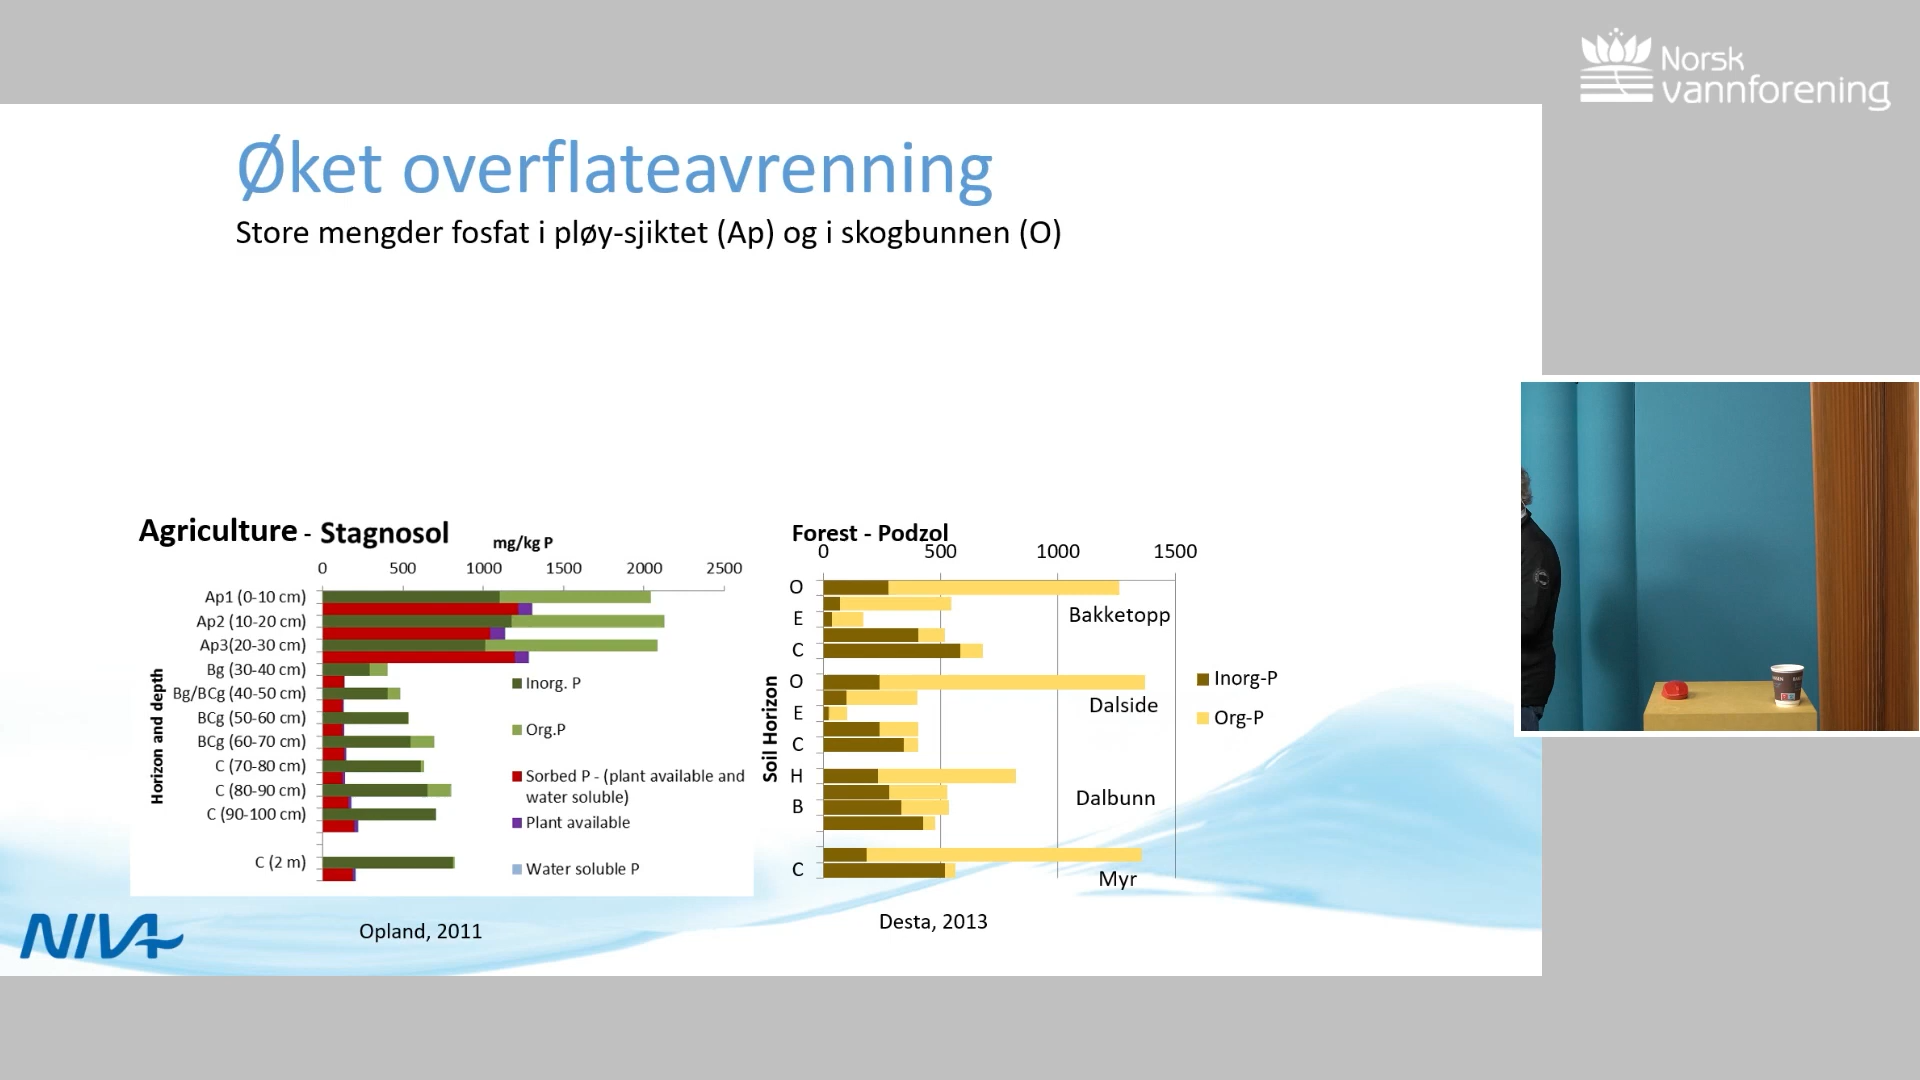 Norsk
vannforening
Øket overflateavrenning
Store mengder fosfat i pløy-sjiktet (Ap) og i skogbunnen (O)
Agriculture - Stagnosol
mg/kg P
0 500 1000 1500 2000 2500
Horizon and depth
Ap1 (0-10 cm)
Ap2 (10-20 cm)
Ap3(20-30 cm)
Bg (30-40 cm)
Bg/BCg (40-50 cm)
BCg (50-60 cm)
BCg (60-70 cm)
C (70-80 cm)
C (80-90 cm)
C (90-100 cm)
C (2 m)
Inorg. P
Org.P
Sorbed P - (plant available and
water soluble)
Plant available
Water soluble P
Opland, 2011
Forest - Podzol
0 500 1000 1500
Soil Horizon
O
E
C
Bakketopp
O
E
C
Dalside
H
B
Dalbunn
C
Myr
Inorg-P
Org-P
Desta, 2013
NIVA